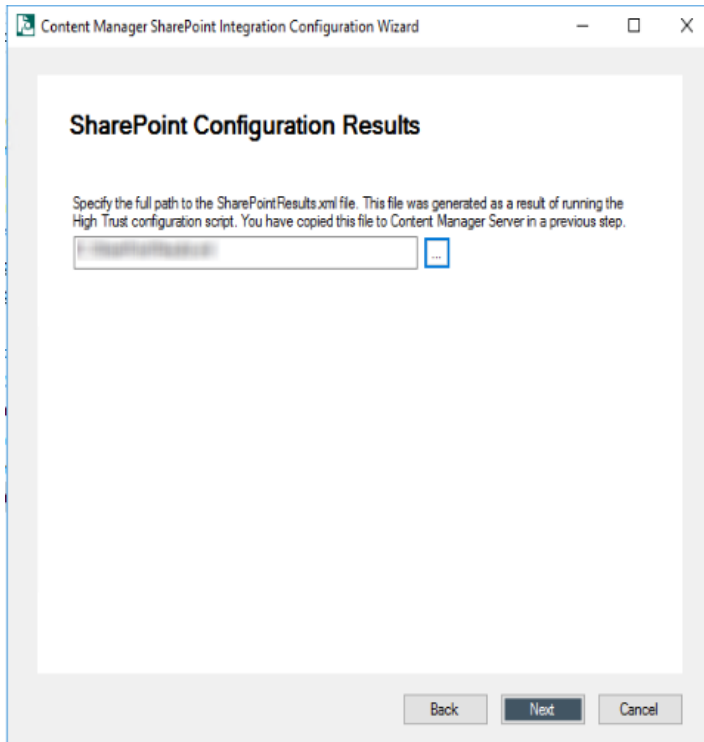 Content Manager SharePoint Integration Configuration Wizard
SharePoint Configuration Results
Specify the full path to the SharePointResults.xml file. This file was generated as a result of running the
High Trust configuration script. You have copied this file to Content Manager Server in a previous step.
...
Back Next Cancel